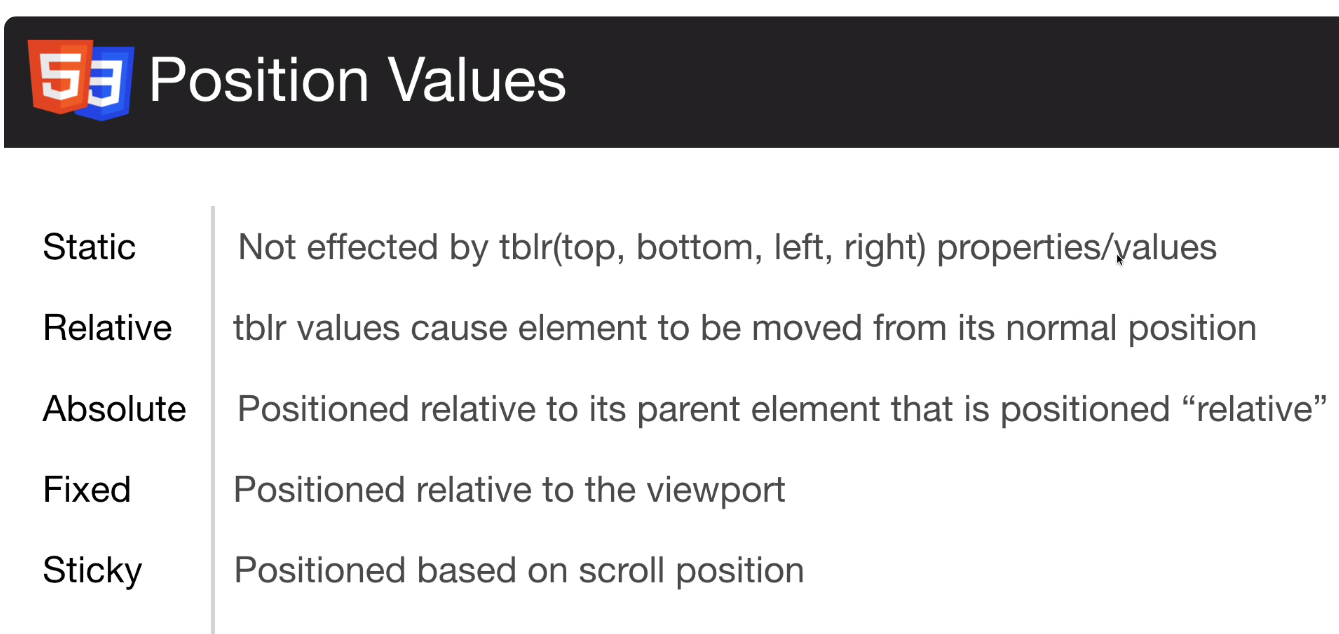 5 3 Position Values
Static Not effected by tblr(top, bottom, left, right) properties/values
Relative tblr values cause element to be moved from its normal position
Absolute Positioned relative to its parent element that is positioned “relative”
Fixed Positioned relative to the viewport
Sticky Positioned based on scroll position